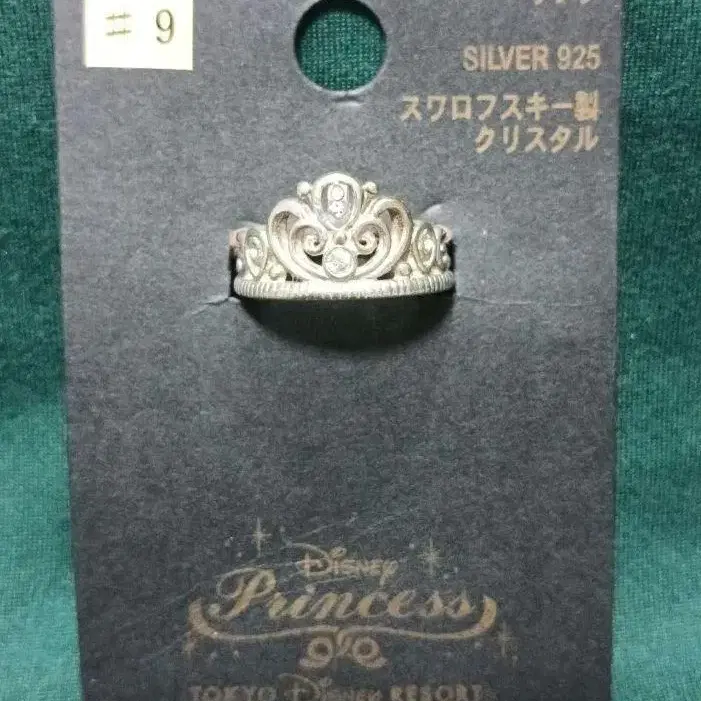 # 9
SILVER 925
スワロフスキー製
クリスタル
Disney
Princess
TOKYO Disney RESORT